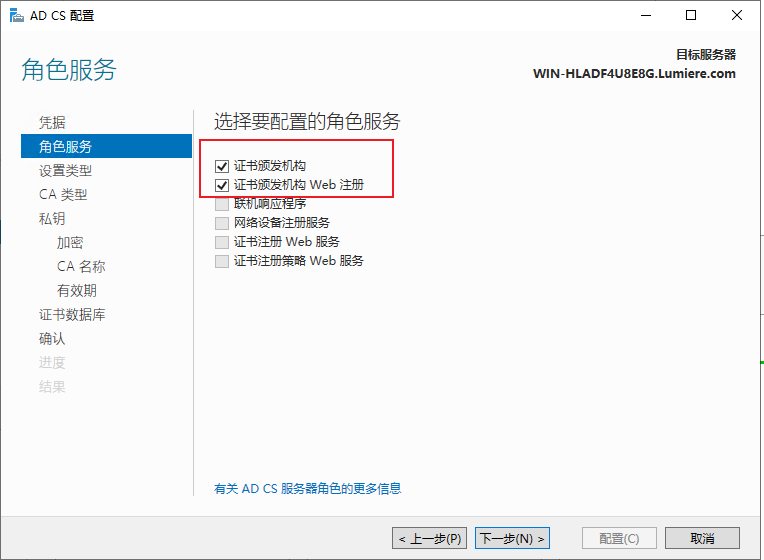 AD CS 配置
角色服务
目标服务器
WIN-HLADF4U8E8G.Lumiere.com
凭据
角色服务
设置类型
CA 类型
私钥
加密
CA 名称
有效期
证书数据库
确认
进度
结果
选择要配置的角色服务
证书颁发机构
证书颁发机构 Web 注册
联机响应程序
网络设备注册服务
证书注册 Web 服务
证书注册策略 Web 服务
有关 AD CS 服务器角色的更多信息
< 上一步(P)
下一步(N) >
配置(C)
取消